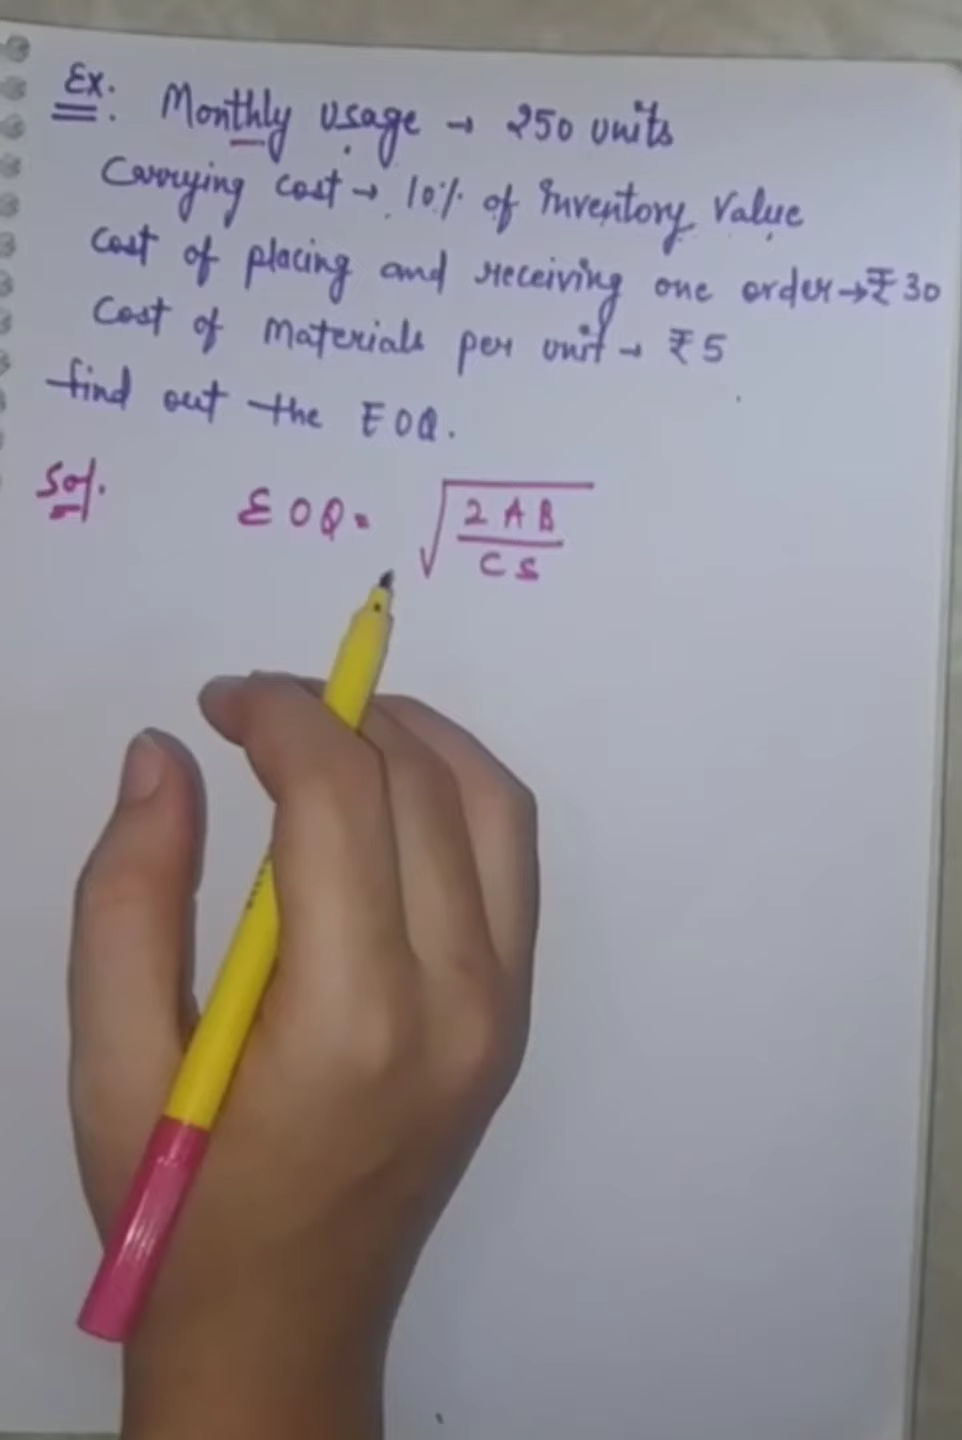 Ex: Monthly Usage → 250 units
Carrying cost → 10% of Inventory Value
Cost of placing and receiving one order → ₹30
Cost of Materials per unit → ₹5
find out the EOQ.
Sol. EOQ = √ 2AB
CS